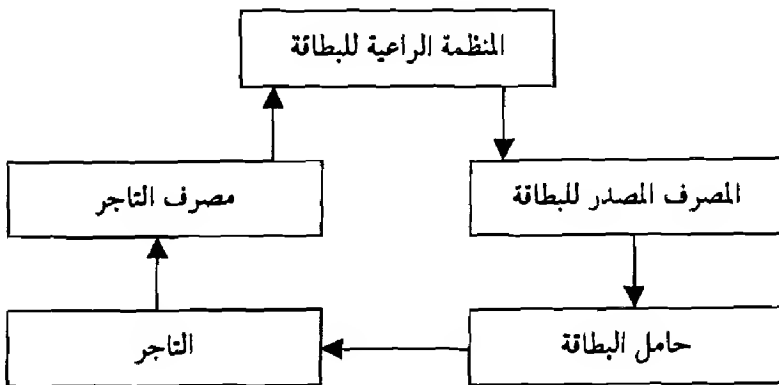 المنظمة الراعية للبطاقة
المصرف المصدر للبطاقة
مصرف التاجر
حامل البطاقة
التاجر